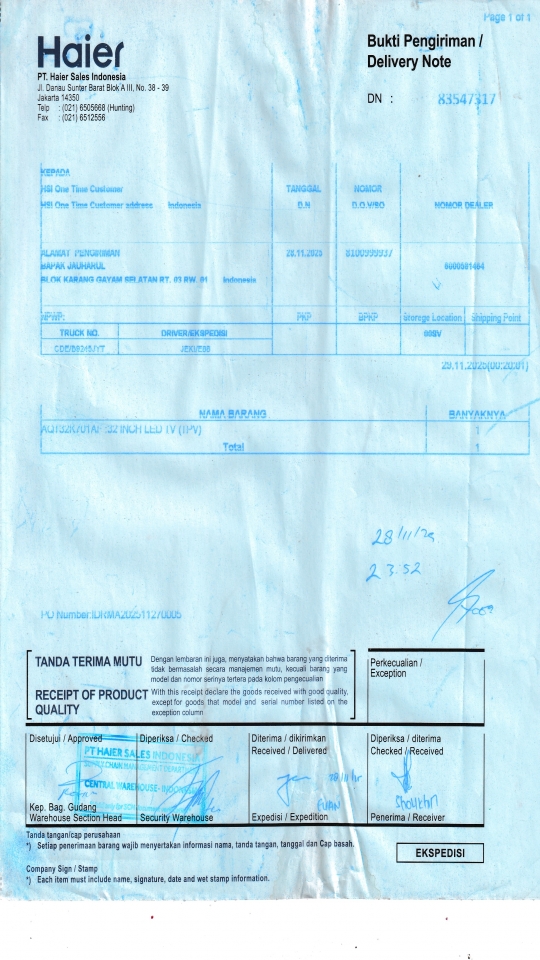 Page 1 of 1
Haier
Bukti Pengiriman /
Delivery Note
PT. Haier Sales Indonesia
Jl. Danau Sunter Barat Blok A III, No. 38 - 39
Jakarta 14350
Telp : (021) 6505668 (Hunting)
Fax : (021) 6512556
DN : 83547317
KEPADA
HSI One Time Customer TANGGAL NOMOR
HSI One Time Customer address Indonesia D.N D.O.V/SO NOMOR DEALER
ALAMAT PENGIRIMAN 28.11.2025 8100999937
BAPAK JAUHARUL
BLOK KARANG GAYAM SELATAN RT. 03 RW. 01 Indonesia
NPWP: PKP BPKP Storege Location Shipping Point
TRUCK NO. DRIVER/EKSPEDISI 00SV
29.11.2025(00:20:01)
NAMA BARANG BANYAKNYA
32 INCH LED TV (TPV) 1
Total 1
28/11/25
23.52
PO Number:IDRMA202511270005
TANDA TERIMA MUTU
Dengan lembaran ini juga, menyatakan bahwa barang yang diterima
tidak bermasalah secara manajemen mutu, kecuali barang yang
model dan nomor serinya tertera pada kolom pengecualian
RECEIPT OF PRODUCT
QUALITY
With this receipt declare the goods received with good quality,
except for goods that model and serial number listed on the
exception column
Perkecualian /
Exception
Disetujui / Approved Diperiksa / Checked Diterima / dikirimkan Diperiksa / diterima
Received / Delivered Checked / Received
PT HAIER SALES INDONESIA
CENTRAL WAREHOUSE - INDONESIA
Kep. Bag. Gudang
Warehouse Section Head Security Warehouse Expedisi / Expedition Penerima / Receiver
Tanda tangan/cap perusahaan
*) Setiap penerimaan barang wajib menyertakan informasi nama, tanda tangan, tanggal dan Cap basah.
EKSPEDISI
Company Sign / Stamp
*) Each item must include name, signature, date and wet stamp information.